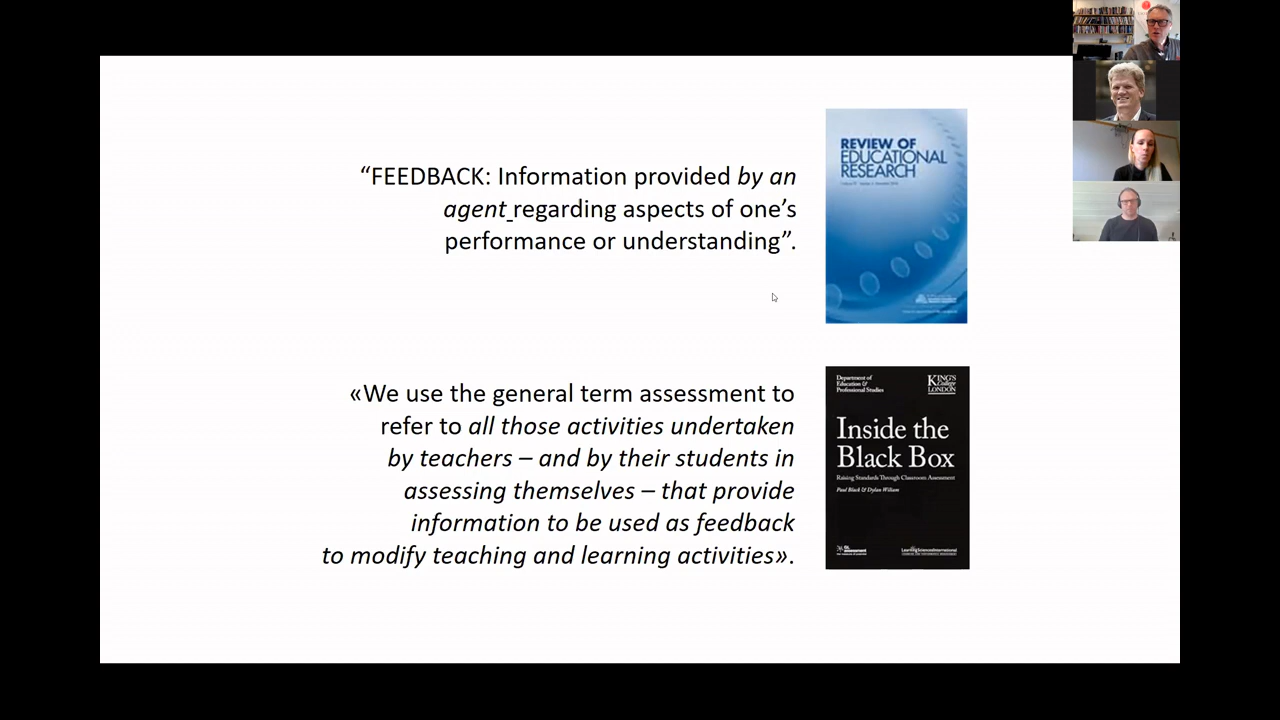 “FEEDBACK: Information provided by an
agent regarding aspects of one’s
performance or understanding”.
REVIEW OF
EDUCATIONAL
RESEARCH
«We use the general term assessment to
refer to all those activities undertaken
by teachers – and by their students in
assessing themselves – that provide
information to be used as feedback
to modify teaching and learning activities».
Department of
Education &
Professional Studies
KING'S
College
LONDON
Inside the
Black Box
Raising Standards Through Classroom Assessment
Paul Black & Dylan Wiliam
GL
assessment
LearningSciencesInternational